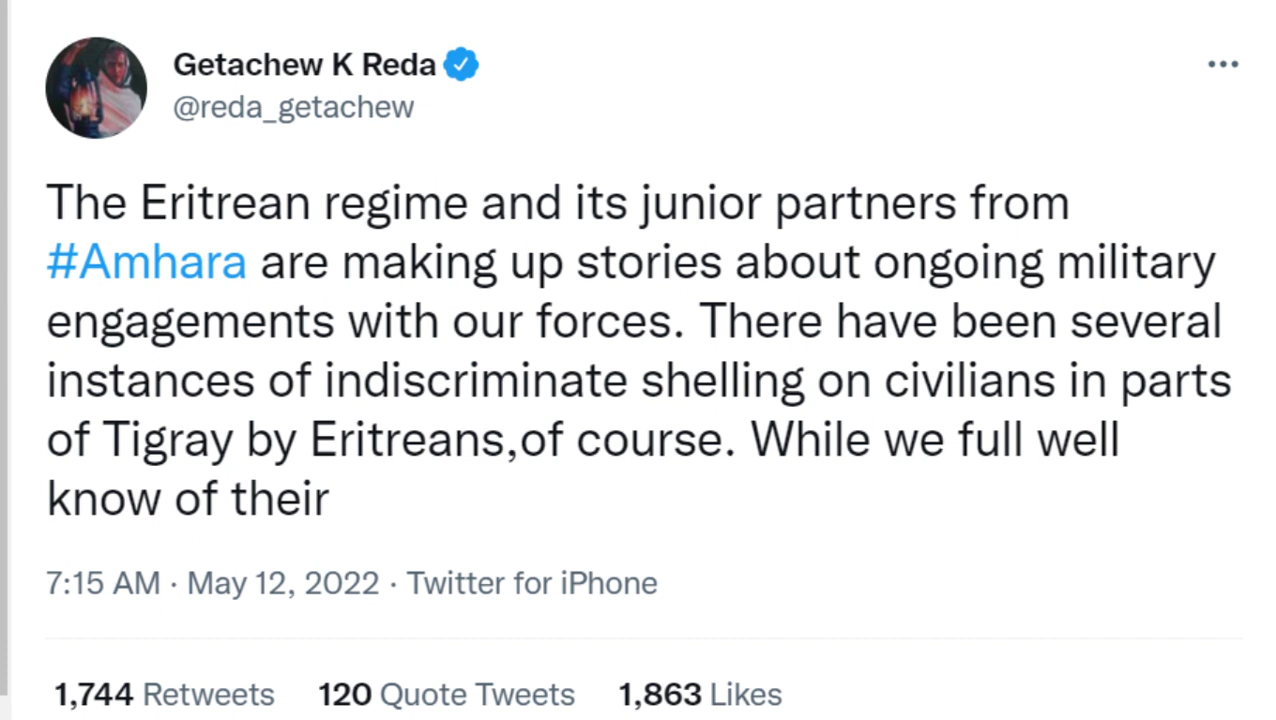 Getachew K Reda
@reda_getachew
The Eritrean regime and its junior partners from
#Amhara are making up stories about ongoing military
engagements with our forces. There have been several
instances of indiscriminate shelling on civilians in parts
of Tigray by Eritreans,of course. While we full well
know of their
7:15 AM · May 12, 2022 · Twitter for iPhone
1,744 Retweets 120 Quote Tweets 1,863 Likes